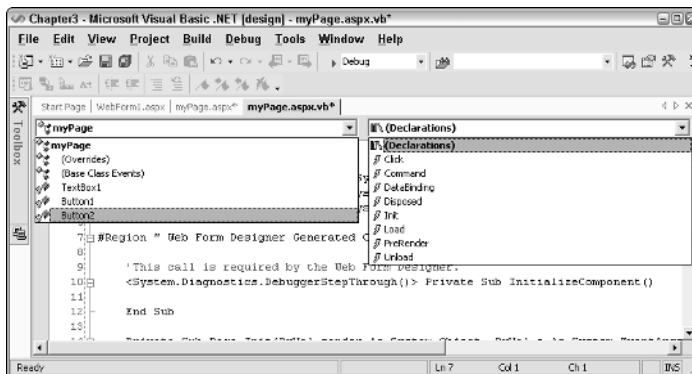 Chapter3 - Microsoft Visual Basic .NET [design] - myPage.aspx.vb*
File Edit View Project Build Debug Tools Window Help
Debug
Start Page WebForm1.aspx myPage.aspx* myPage.aspx.vb*
Toolbox
myPage
(Declarations)
myPage
(Overrides)
(Base Class Events)
TextBox1
Button1
Button2
(Declarations)
Click
Command
DataBinding
Disposed
Init
Load
PreRender
Unload
7 #Region " Web Form Designer Generated
8
9 'This call is required by the Web Form Designer.
10 <System.Diagnostics.DebuggerStepThrough()> Private Sub InitializeComponent()
11
12 End Sub
13
Ready Ln 7 Col 1 Ch 1 INS